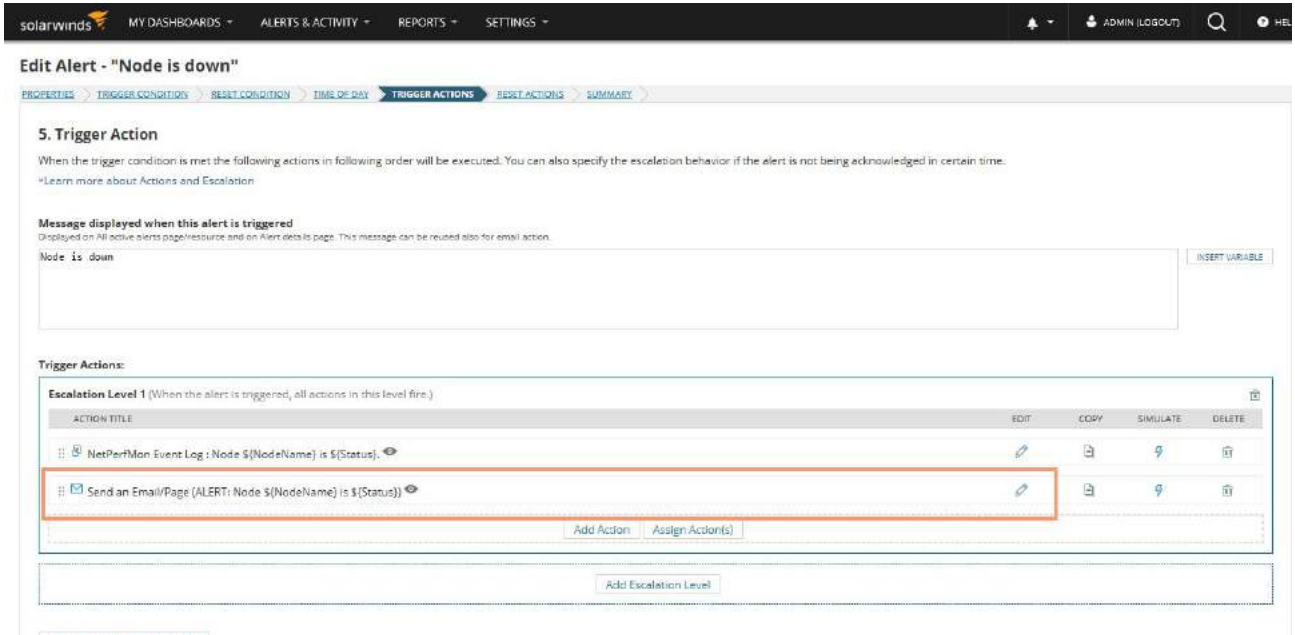 solarwinds MY DASHBOARDS ALERTS & ACTIVITY REPORTS SETTINGS ADMIN (LOGOUT) HEL
Edit Alert - "Node is down"
PROPERTIES TRIGGER CONDITION RESET CONDITION TIME OF DAY TRIGGER ACTIONS RESET ACTIONS SUMMARY
5. Trigger Action
When the trigger condition is met the following actions in following order will be executed. You can also specify the escalation behavior if the alert is not being acknowledged in certain time.
»Learn more about Actions and Escalation
Message displayed when this alert is triggered
Displayed on All active alerts page/resource and on Alert details page. This message can be reused also for email action.
Node is down
INSERT VARIABLE
Trigger Actions:
Escalation Level 1 (When the alert is triggered, all actions in this level fire.)
ACTION TITLE EDIT COPY SIMULATE DELETE
NetPerfMon Event Log : Node ${NodeName} is ${Status}.
Send an Email/Page (ALERT: Node ${NodeName} is ${Status})
Add Action Assign Action(s)
Add Escalation Level